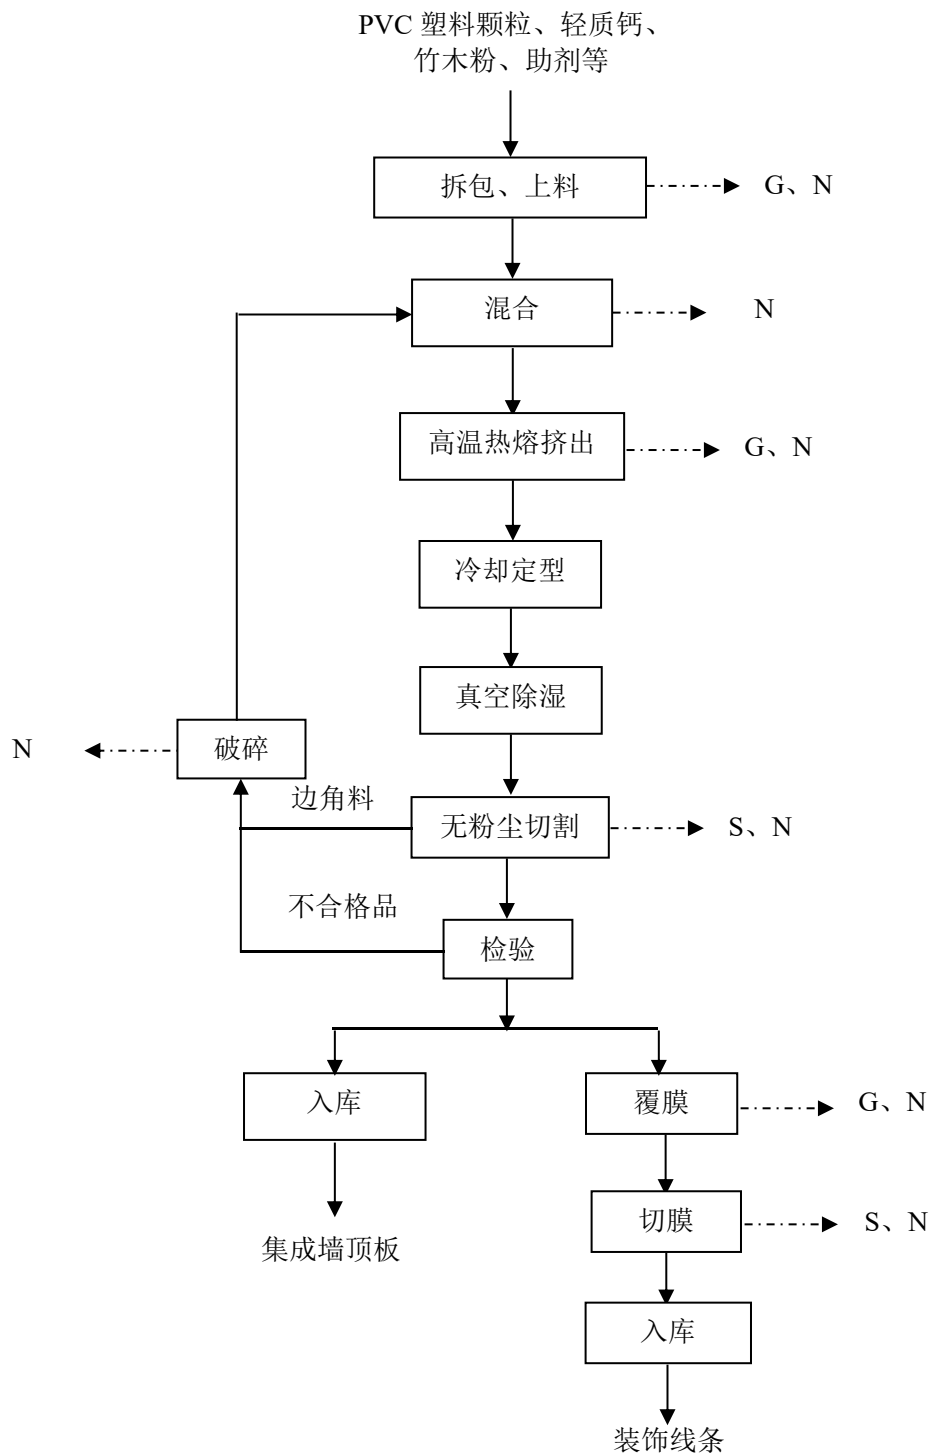 PVC 塑料颗粒、轻质钙、
竹木粉、助剂等
拆包、上料
G、N
混合
N
高温热熔挤出
G、N
冷却定型
真空除湿
N
破碎
边角料
无粉尘切割
S、N
不合格品
检验
入库
覆膜
G、N
切膜
S、N
集成墙顶板
入库
装饰线条